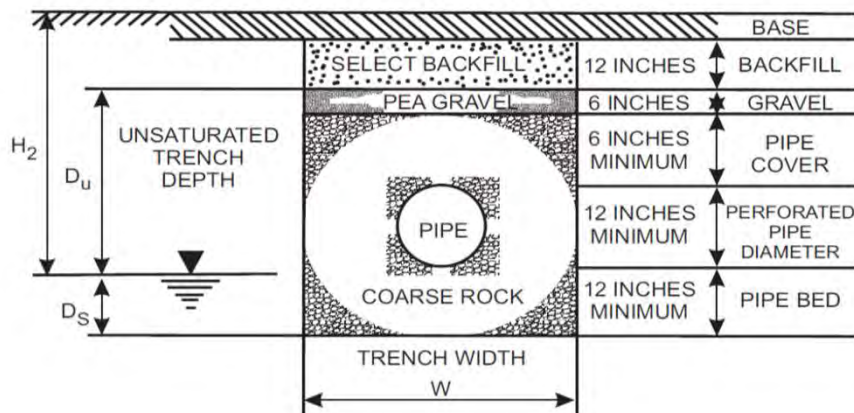 BASE
SELECT BACKFILL
12 INCHES
BACKFILL
PEA GRAVEL
6 INCHES
GRAVEL
H2
UNSATURATED
TRENCH
DEPTH
Du
6 INCHES
MINIMUM
PIPE
COVER
PIPE
12 INCHES
MINIMUM
PERFORATED
PIPE
DIAMETER
COARSE ROCK
12 INCHES
MINIMUM
PIPE BED
DS
TRENCH WIDTH
W